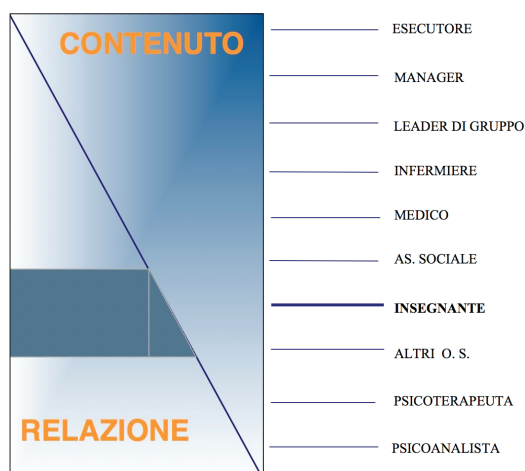 CONTENUTO
ESECUTORE
MANAGER
LEADER DI GRUPPO
INFERMIERE
MEDICO
AS. SOCIALE
INSEGNANTE
ALTRI O. S.
PSICOTERAPEUTA
RELAZIONE
PSICOANALISTA